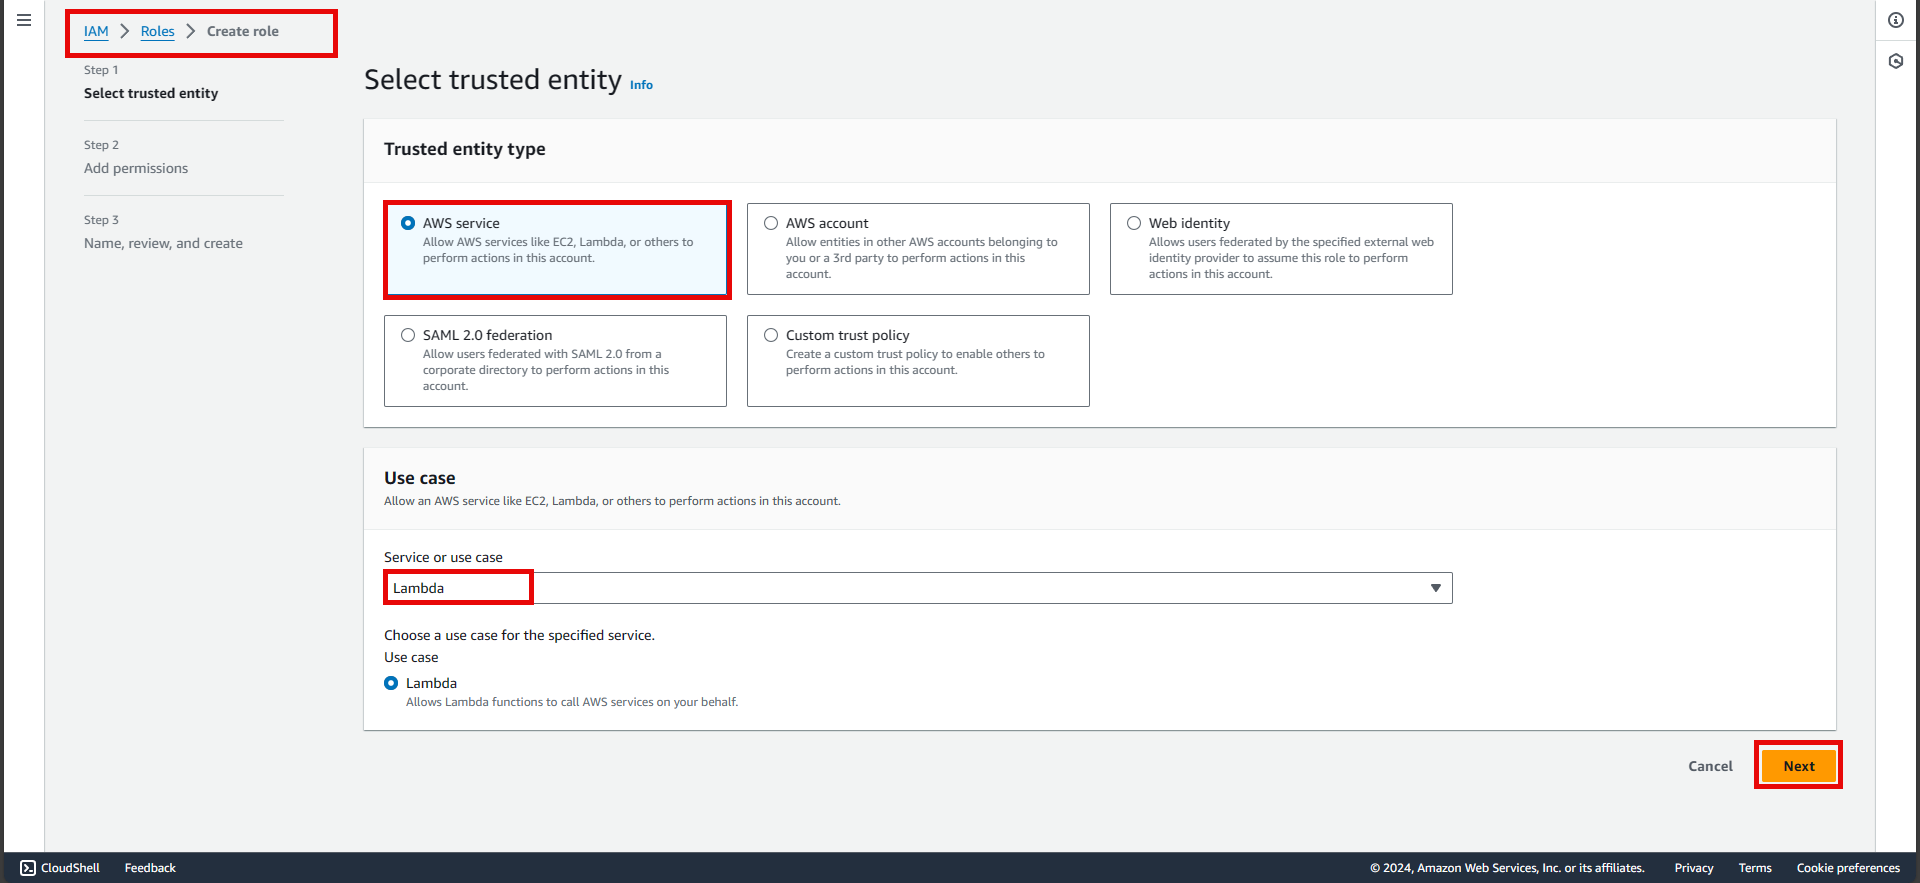 IAM > Roles > Create role
Step 1
Select trusted entity
Step 2
Add permissions
Step 3
Name, review, and create
Select trusted entity Info
Trusted entity type
AWS service
Allow AWS services like EC2, Lambda, or others to
perform actions in this account.
AWS account
Allow entities in other AWS accounts belonging to
you or a 3rd party to perform actions in this
account.
Web identity
Allows users federated by the specified external web
identity provider to assume this role to perform
actions in this account.
SAML 2.0 federation
Allow users federated with SAML 2.0 from a
corporate directory to perform actions in this
account.
Custom trust policy
Create a custom trust policy to enable others to
perform actions in this account.
Use case
Allow an AWS service like EC2, Lambda, or others to perform actions in this account.
Service or use case
Lambda
Choose a use case for the specified service.
Use case
Lambda
Allows Lambda functions to call AWS services on your behalf.
Cancel
Next
CloudShell
Feedback
© 2024, Amazon Web Services, Inc. or its affiliates.
Privacy
Terms
Cookie preferences